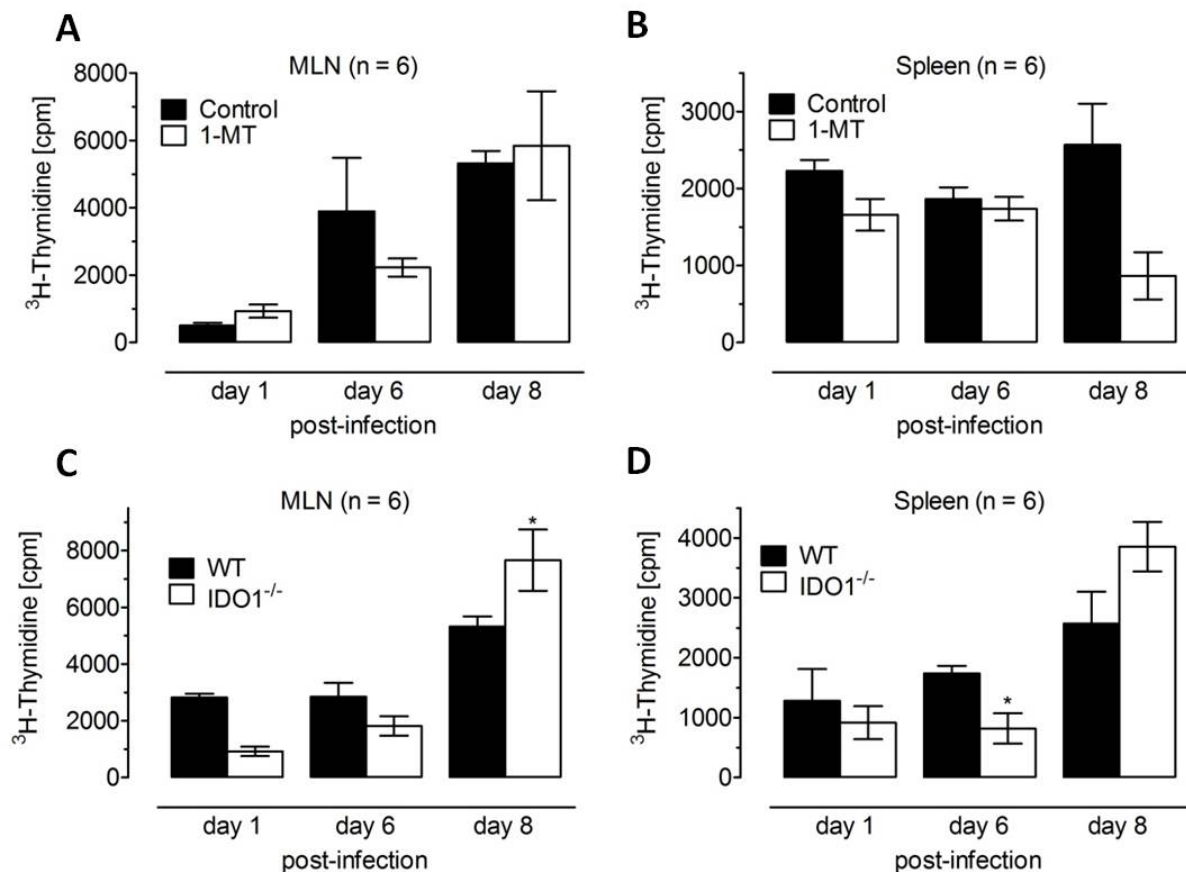 A
MLN (n = 6)
8000
6000
4000
2000
0
³H-Thymidine [cpm]
Control
1-MT
day 1 day 6 day 8
post-infection
B
Spleen (n = 6)
3000
2000
1000
0
³H-Thymidine [cpm]
Control
1-MT
day 1 day 6 day 8
post-infection
C
MLN (n = 6)
8000
6000
4000
2000
0
³H-Thymidine [cpm]
WT
IDO1⁻/⁻
*
day 1 day 6 day 8
post-infection
D
Spleen (n = 6)
4000
3000
2000
1000
0
³H-Thymidine [cpm]
WT
IDO1⁻/⁻
*
day 1 day 6 day 8
post-infection